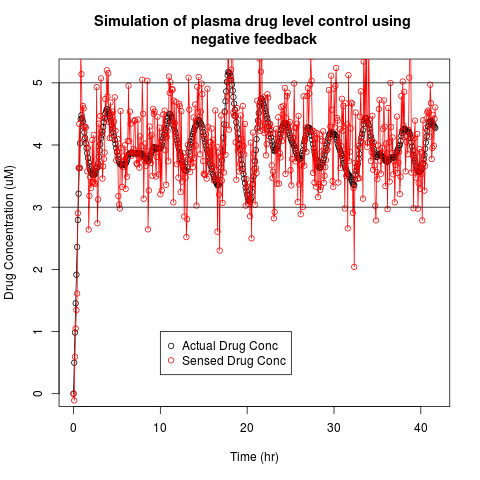 Simulation of plasma drug level control using
negative feedback
Drug Concentration (uM)
5
4
3
2
1
0
Actual Drug Conc
Sensed Drug Conc
0
10
20
30
40
Time (hr)